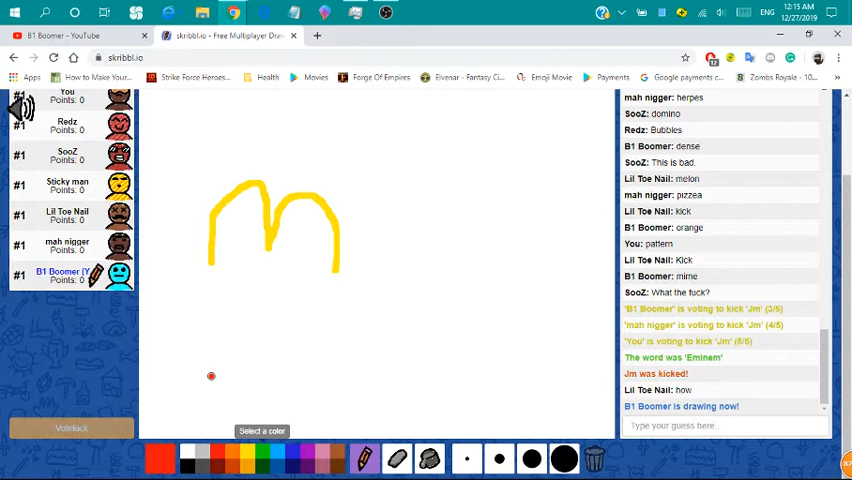 12:15 AM
ENG
12/27/2019
B1 Boomer - YouTube
skribbl.io - Free Multiplayer Draw
skribbl.io
12
Apps
How to Make Your...
Strike Force Heroes...
Health
Movies
Forge Of Empires
Elvenar - Fantasy Ci...
Emoji Movie
Payments
Google payments c...
Zombs Royale - 10...
You
#1
Points: 0
#1
Redz
Points: 0
#1
SooZ
Points: 0
#1
Sticky man
Points: 0
#1
Lil Toe Nail
Points: 0
#1
mah nigger
Points: 0
#1
B1 Boomer (Y
Points: 0
Votekick
Select a color
mah nigger: herpes
SooZ: domino
Redz: Bubbles
B1 Boomer: dense
SooZ: This is bad.
Lil Toe Nail: melon
mah nigger: pizzea
Lil Toe Nail: kick
B1 Boomer: orange
You: pattern
Lil Toe Nail: Kick
B1 Boomer: mime
SooZ: What the fuck?
'B1 Boomer' is voting to kick 'Jm' (3/5)
'mah nigger' is voting to kick 'Jm' (4/5)
'You' is voting to kick 'Jm' (5/5)
The word was 'Eminem'
Jm was kicked!
Lil Toe Nail: how
B1 Boomer is drawing now!
Type your guess here...